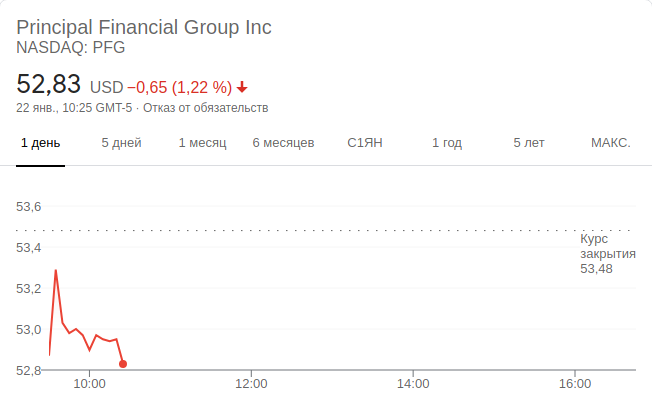 Principal Financial Group Inc
NASDAQ: PFG
52,83 USD −0,65 (1,22 %)
22 янв., 10:25 GMT-5 · Отказ от обязательств
1 день 5 дней 1 месяц 6 месяцев С1ЯН 1 год 5 лет МАКС.
53,6
53,4
Курс
закрытия
53,48
53,2
53,0
52,8
10:00 12:00 14:00 16:00